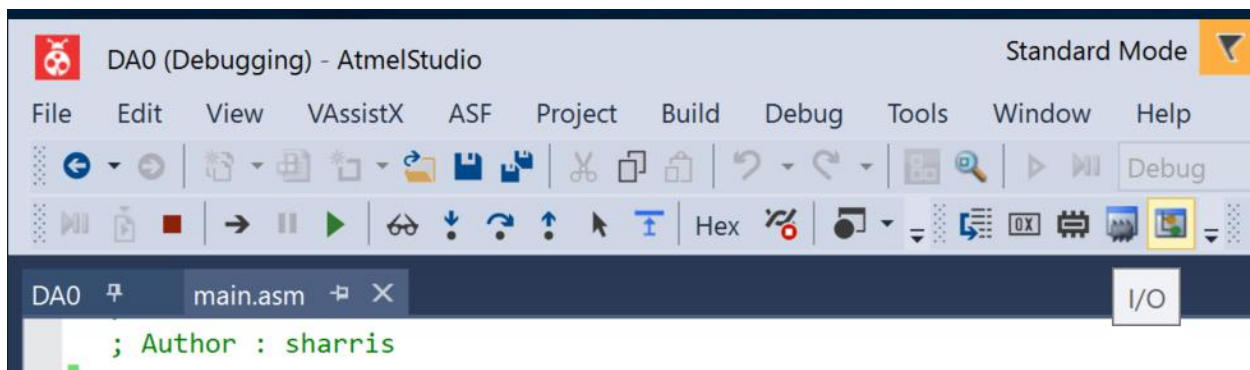 DA0 (Debugging) - AtmelStudio Standard Mode
File Edit View VAssistX ASF Project Build Debug Tools Window Help
Debug
Hex 0X
DA0 main.asm
I/O
; Author : sharris